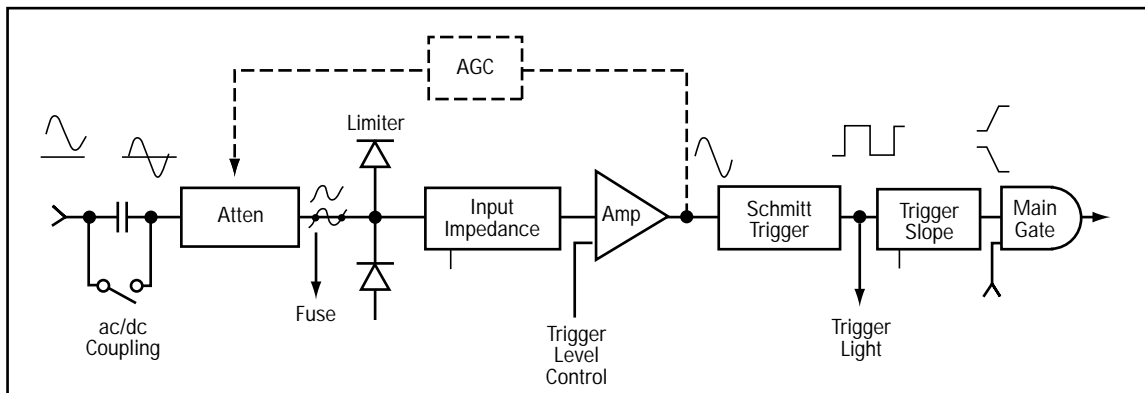 AGC
Limiter
Atten
Input
Impedance
Amp
Schmitt
Trigger
Trigger
Slope
Main
Gate
Fuse
ac/dc
Coupling
Trigger
Level
Control
Trigger
Light